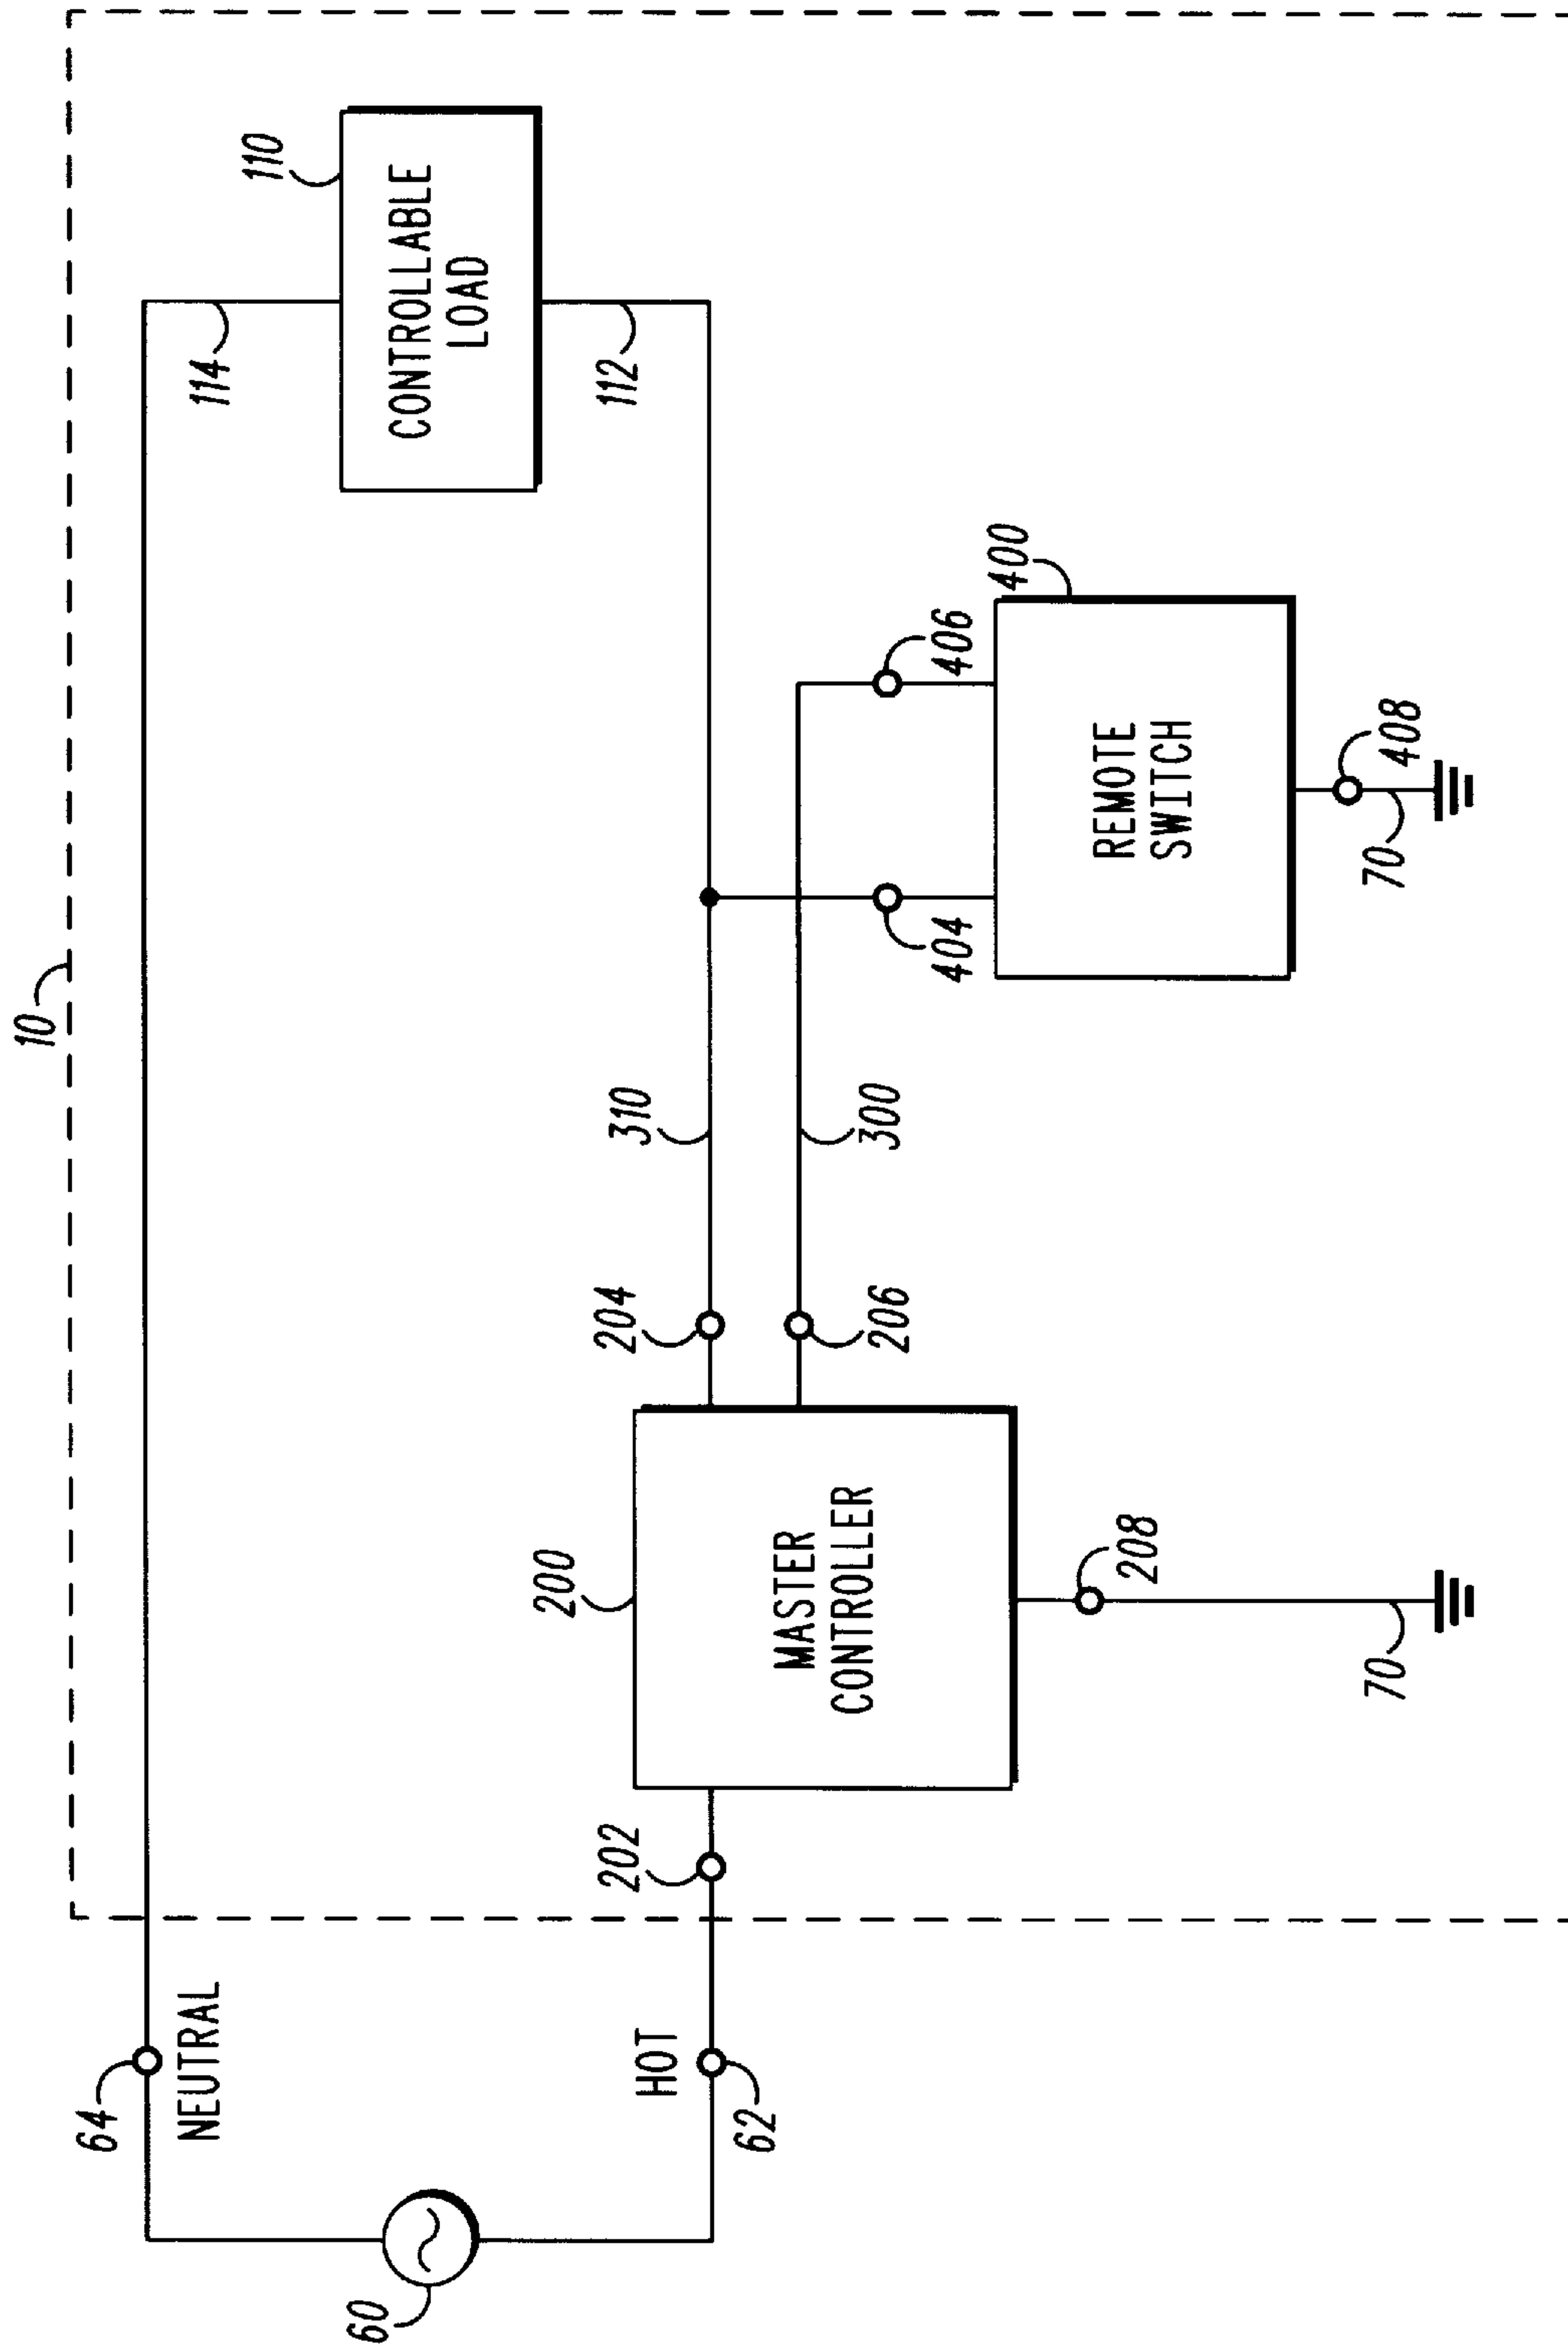 10
64
NEUTRAL
114
110
CONTROLLABLE
LOAD
112
60
HOT
62
202
200
MASTER
CONTROLLER
204
206
208
70
310
300
404
406
400
REMOTE
SWITCH
408
70